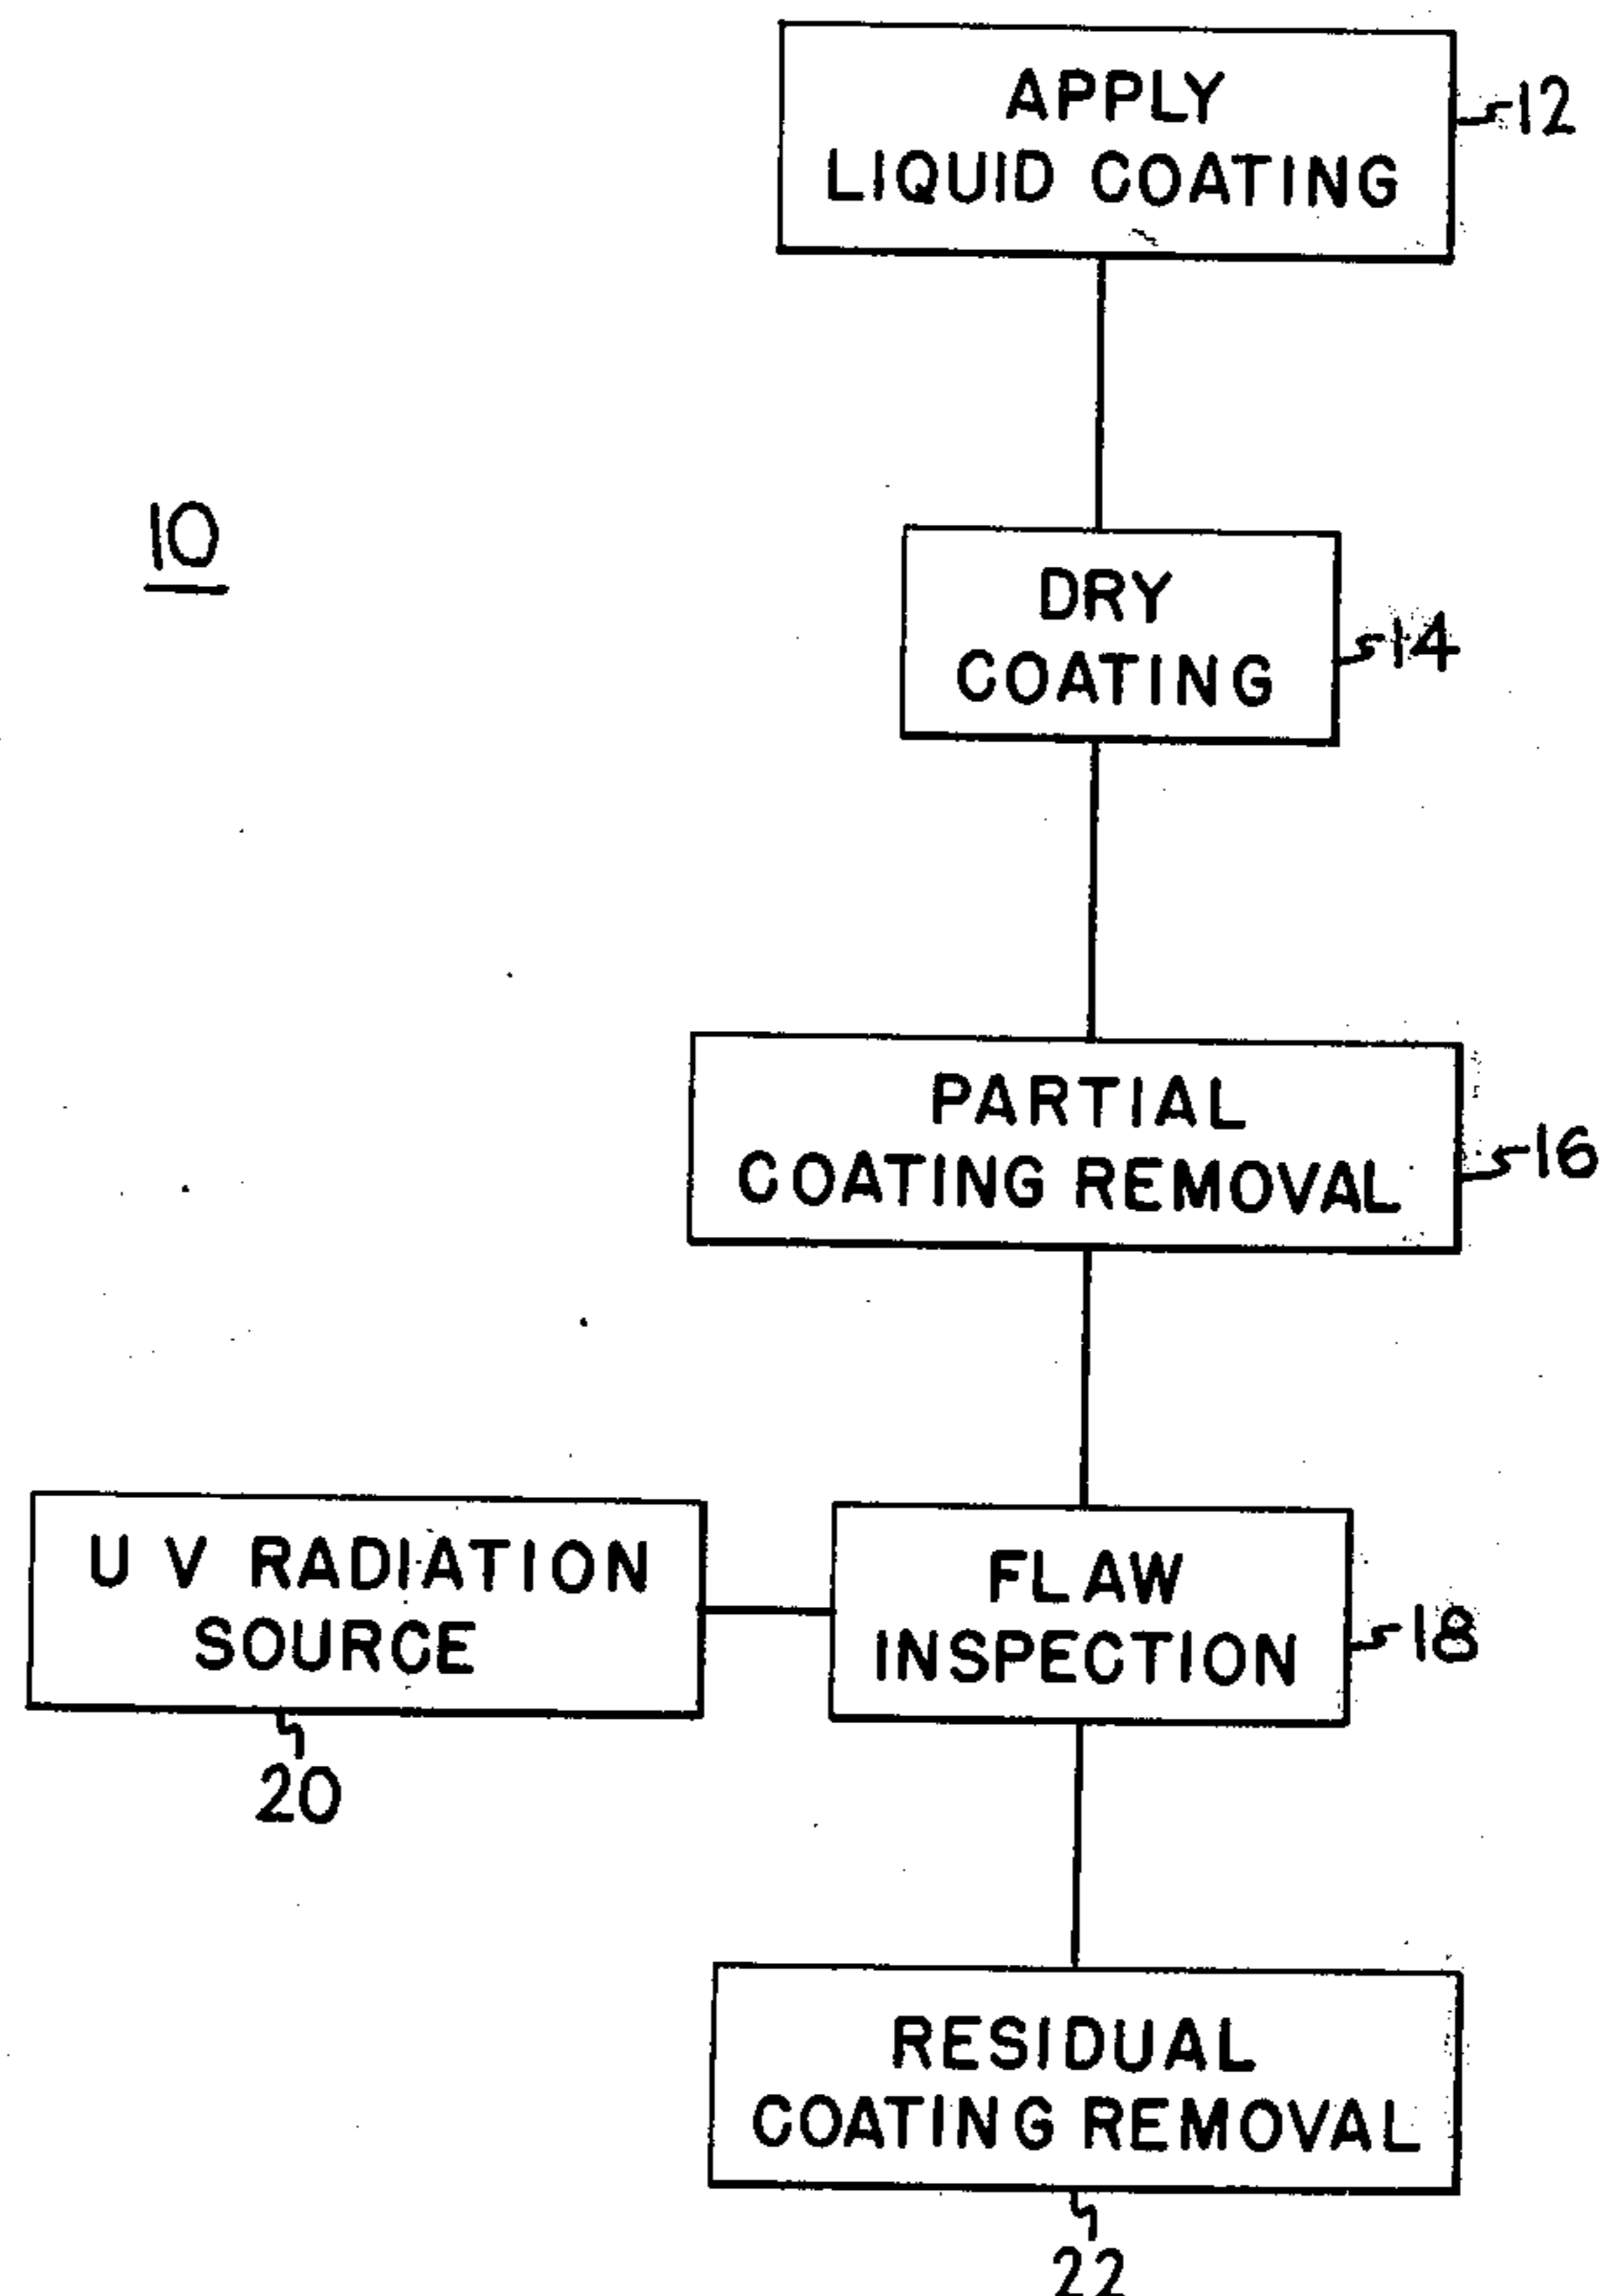 APPLY
LIQUID COATING
12
10
DRY
COATING
14
PARTIAL
COATING REMOVAL
16
U V RADIATION
SOURCE
20
FLAW
INSPECTION
18
RESIDUAL
COATING REMOVAL
22